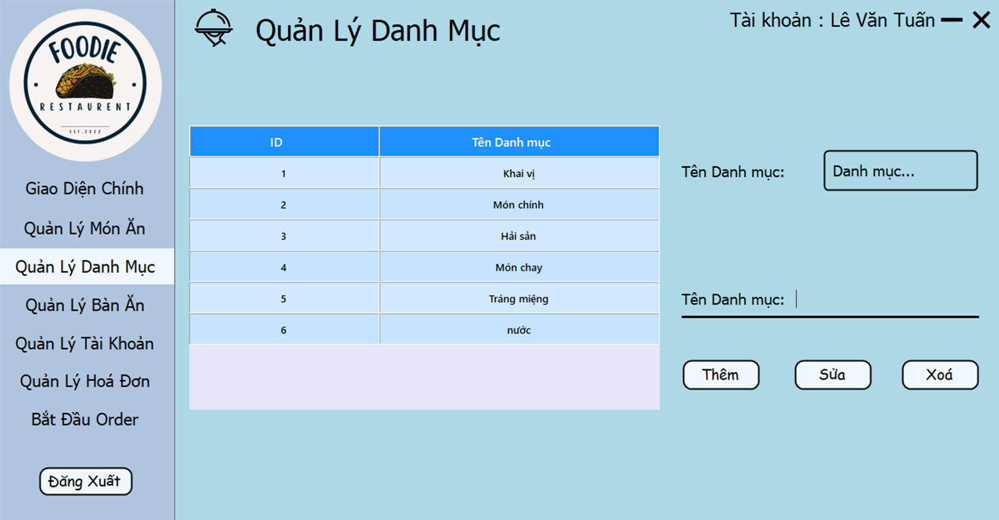 FOODIE
RESTAURENT
EST.2022
Giao Diện Chính
Quản Lý Món Ăn
Quản Lý Danh Mục
Quản Lý Bàn Ăn
Quản Lý Tài Khoản
Quản Lý Hoá Đơn
Bắt Đầu Order
Đăng Xuất
Quản Lý Danh Mục
Tài khoản : Lê Văn Tuấn
ID Tên Danh mục
1 Khai vị
2 Món chính
3 Hải sản
4 Món chay
5 Tráng miệng
6 nước
Tên Danh mục: Danh mục...
Tên Danh mục:
Thêm Sửa Xoá